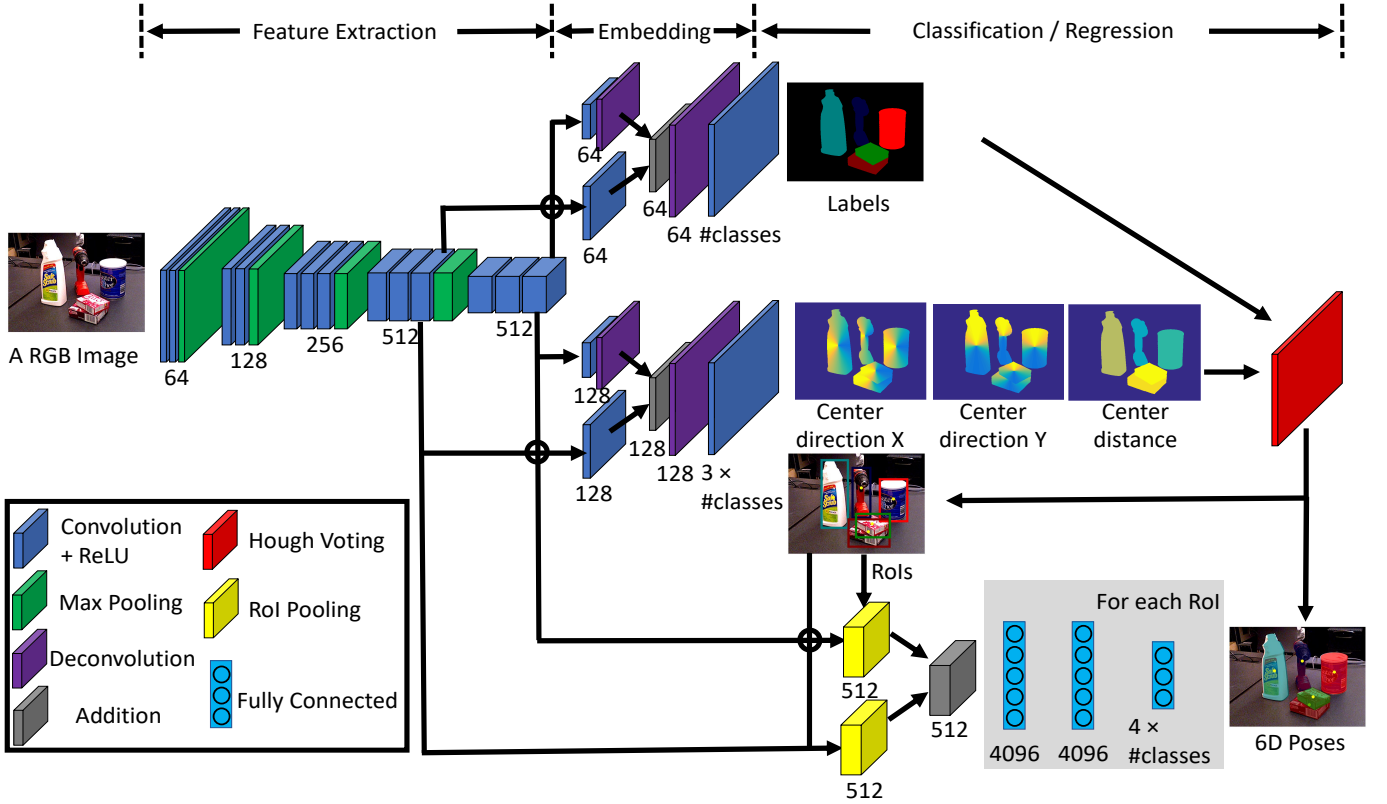 Feature Extraction
Embedding
Classification / Regression
64
64
64
64
#classes
Labels
A RGB Image
64
128
256
512
512
128
128
128
128
3 ×
#classes
Center
direction X
Center
direction Y
Center
distance
RoIs
Convolution
+ ReLU
Hough Voting
Max Pooling
RoI Pooling
Deconvolution
Fully Connected
Addition
512
512
512
For each RoI
4096
4096
4 ×
#classes
6D Poses